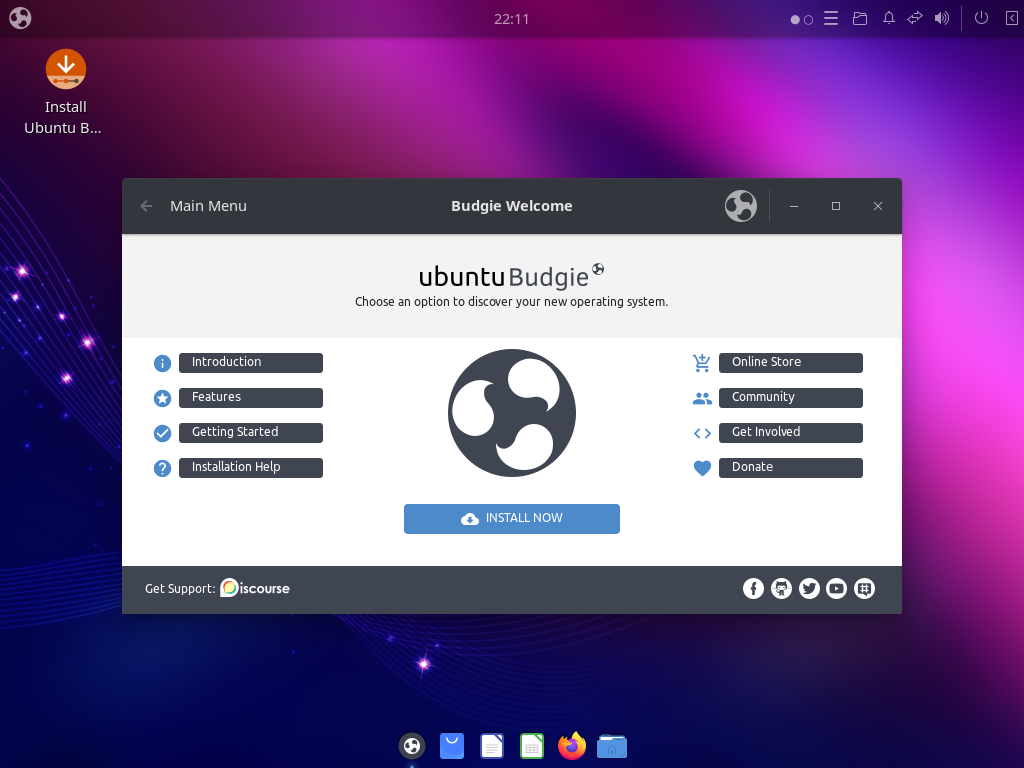 22:11
Install
Ubuntu B...
Main Menu
Budgie Welcome
ubuntu Budgie
Choose an option to discover your new operating system.
Introduction
Features
Getting Started
Installation Help
Online Store
Community
Get Involved
Donate
INSTALL NOW
Get Support: Discourse